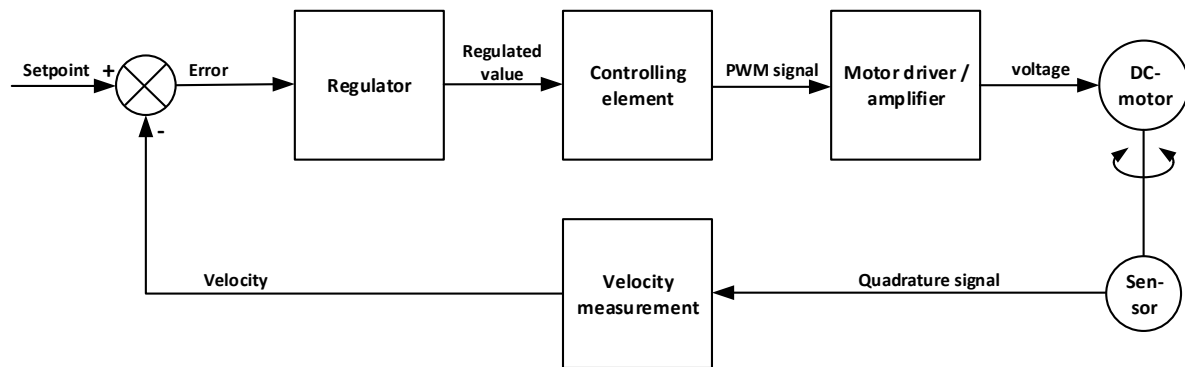 Setpoint
+
-
Error
Regulator
Regulated
value
Controlling
element
PWM signal
Motor driver /
amplifier
voltage
DC-
motor
Velocity
Velocity
measurement
Quadrature signal
Sen-
sor